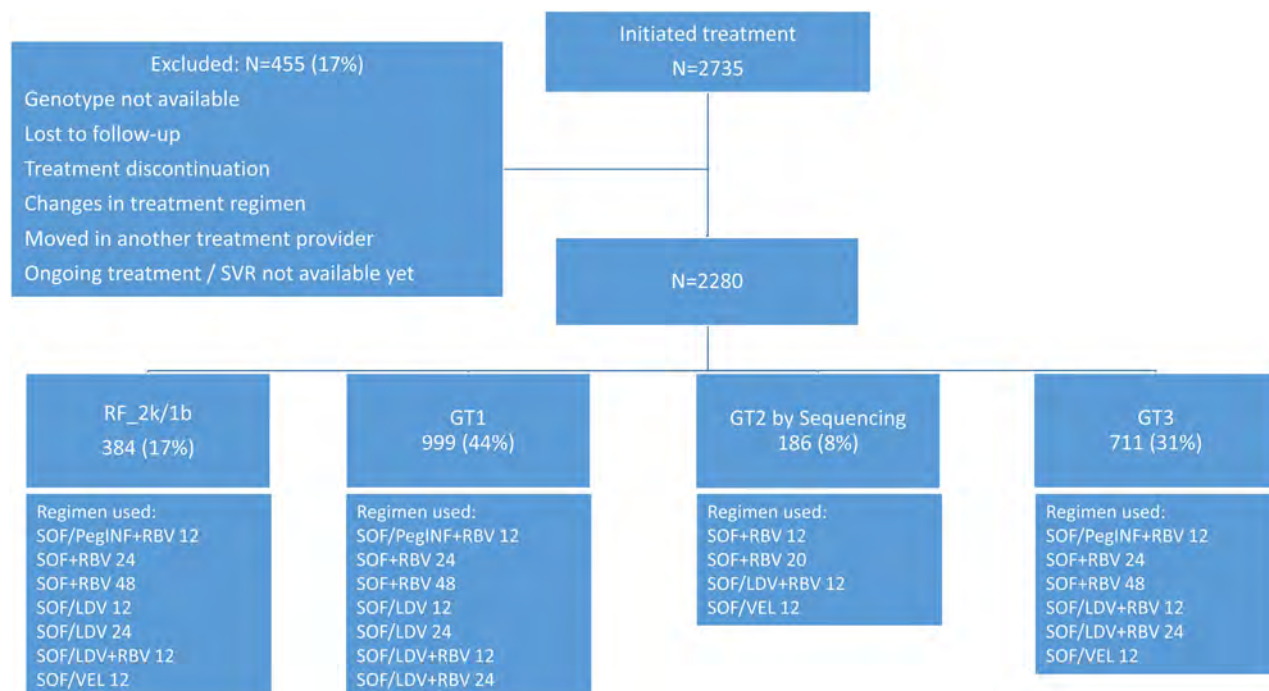 Initiated treatment
N=2735
Excluded: N=455 (17%)
Genotype not available
Lost to follow-up
Treatment discontinuation
Changes in treatment regimen
Moved in another treatment provider
Ongoing treatment / SVR not available yet
N=2280
RF_2k/1b
384 (17%)
GT1
999 (44%)
GT2 by Sequencing
186 (8%)
GT3
711 (31%)
Regimen used:
SOF/PegINF+RBV 12
SOF+RBV 24
SOF+RBV 48
SOF/LDV 12
SOF/LDV 24
SOF/LDV+RBV 12
SOF/VEL 12
Regimen used:
SOF/PegINF+RBV 12
SOF+RBV 24
SOF+RBV 48
SOF/LDV 12
SOF/LDV 24
SOF/LDV+RBV 12
SOF/LDV+RBV 24
Regimen used:
SOF+RBV 12
SOF+RBV 20
SOF/LDV+RBV 12
SOF/VEL 12
Regimen used:
SOF/PegINF+RBV 12
SOF+RBV 24
SOF+RBV 48
SOF/LDV+RBV 12
SOF/LDV+RBV 24
SOF/VEL 12